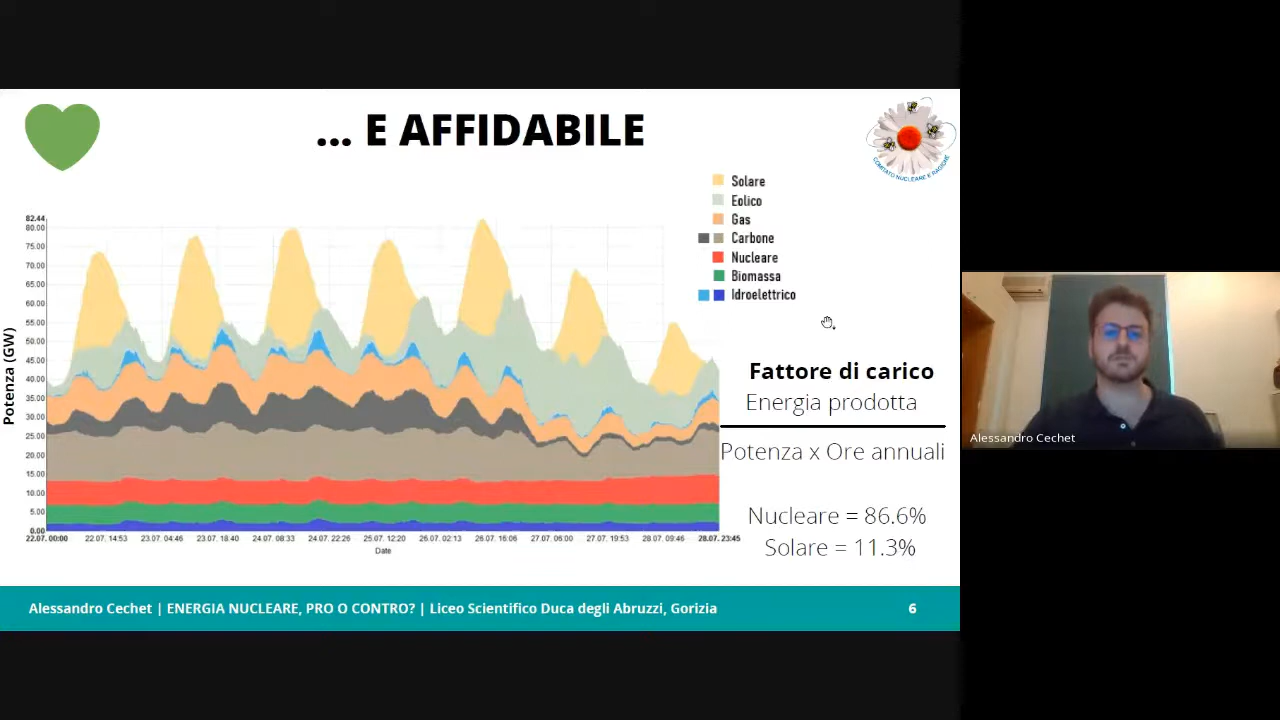 ... E AFFIDABILE
COMITATO NUCLEARE E RAGIONE
Solare
Eolico
Gas
Carbone
Nucleare
Biomassa
Idroelettrico
Potenza (GW)
82.44
80.00
75.00
70.00
65.00
60.00
55.00
50.00
45.00
40.00
35.00
30.00
25.00
20.00
15.00
10.00
5.00
0.00
22.07. 00:00 22.07. 14:53 23.07. 04:46 23.07. 18:40 24.07. 08:33 24.07. 22:26 25.07. 12:20 26.07. 02:13 26.07. 16:06 27.07. 06:00 27.07. 19:53 28.07. 09:46 28.07. 23:45
Date
Fattore di carico
Energia prodotta
Potenza x Ore annuali
Nucleare = 86.6%
Solare = 11.3%
Alessandro Cechet | ENERGIA NUCLEARE, PRO O CONTRO? | Liceo Scientifico Duca degli Abruzzi, Gorizia
6
Alessandro Cechet